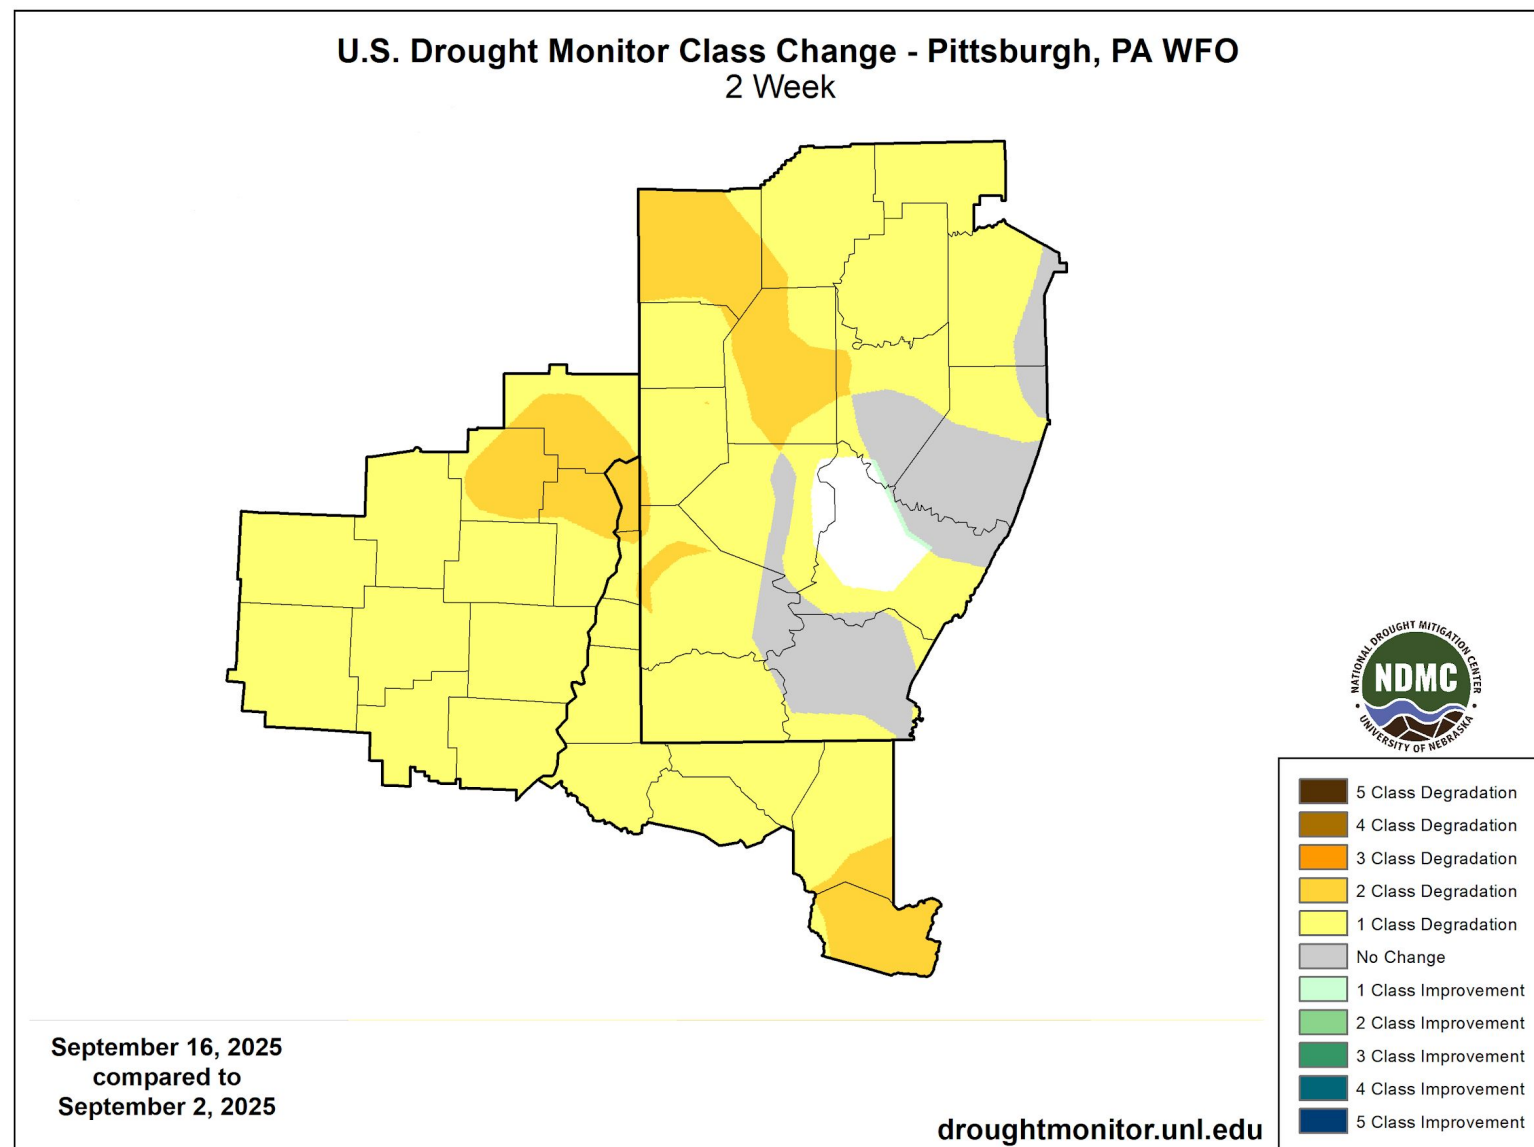 U.S. Drought Monitor Class Change - Pittsburgh, PA WFO
2 Week
NATIONAL DROUGHT MITIGATION CENTER
NDMC
UNIVERSITY OF NEBRASKA
5 Class Degradation
4 Class Degradation
3 Class Degradation
2 Class Degradation
1 Class Degradation
No Change
1 Class Improvement
2 Class Improvement
3 Class Improvement
4 Class Improvement
5 Class Improvement
September 16, 2025
compared to
September 2, 2025
droughtmonitor.unl.edu